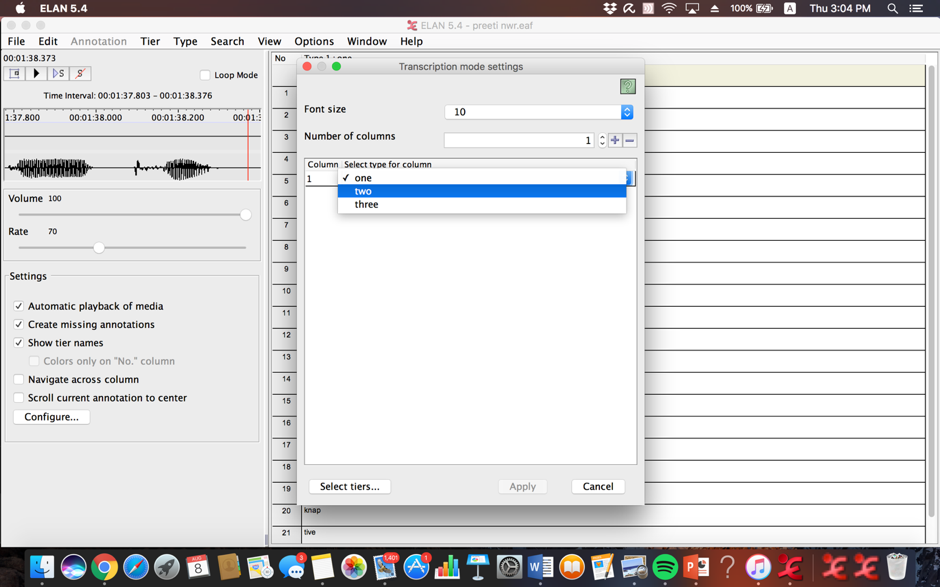 ELAN 5.4
100%
A
Thu 3:04 PM
ELAN 5.4 - preeti nwr.eaf
File Edit Annotation Tier Type Search View Options Window Help
00:01:38.373
S S
Loop Mode
Time Interval: 00:01:37.803 - 00:01:38.376
1:37.800 00:01:38.000 00:01:38.200 00:01:3
Volume 100
Rate 70
Settings
Automatic playback of media
Create missing annotations
Show tier names
Colors only on "No." column
Navigate across column
Scroll current annotation to center
Configure...
No
1
2
3
4
5
6
7
8
9
10
11
12
13
14
15
16
17
18
19
20 knap
21 tive
Transcription mode settings
?
Font size 10
Number of columns 1 + −
Column Select type for column
1 ✓ one
two
three
Select tiers... Apply Cancel
AUG
8
3
1,401
1
W
P
?